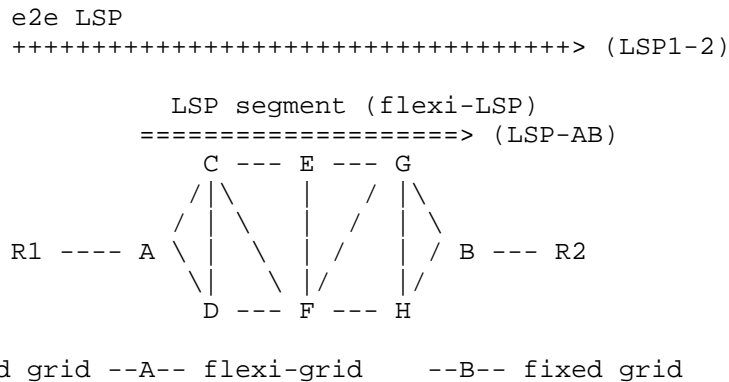 e2e LSP
++++++++++++++++++++++++++++++++++++> (LSP1-2)
LSP segment (flexi-LSP)
====================> (LSP-AB)
C --- E --- G
/|\ | / |\
/ | \ | / | \
R1 ---- A \ | \ | / | / B --- R2
\| \ |/ |/
D --- F --- H
d grid --A-- flexi-grid --B-- fixed grid